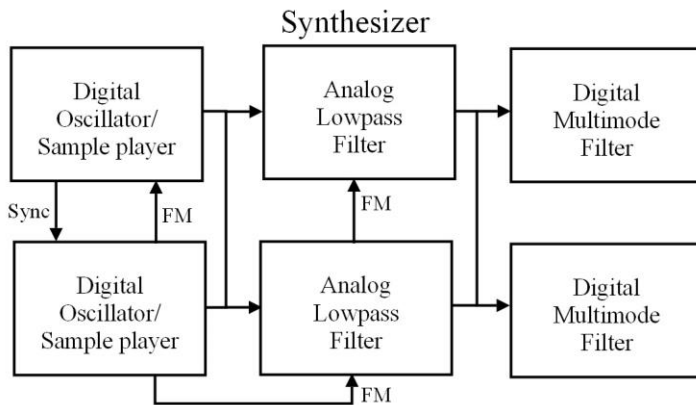 Synthesizer
Digital
Oscillator/
Sample player
Analog
Lowpass
Filter
Digital
Multimode
Filter
Sync
FM
FM
Digital
Oscillator/
Sample player
Analog
Lowpass
Filter
Digital
Multimode
Filter
FM